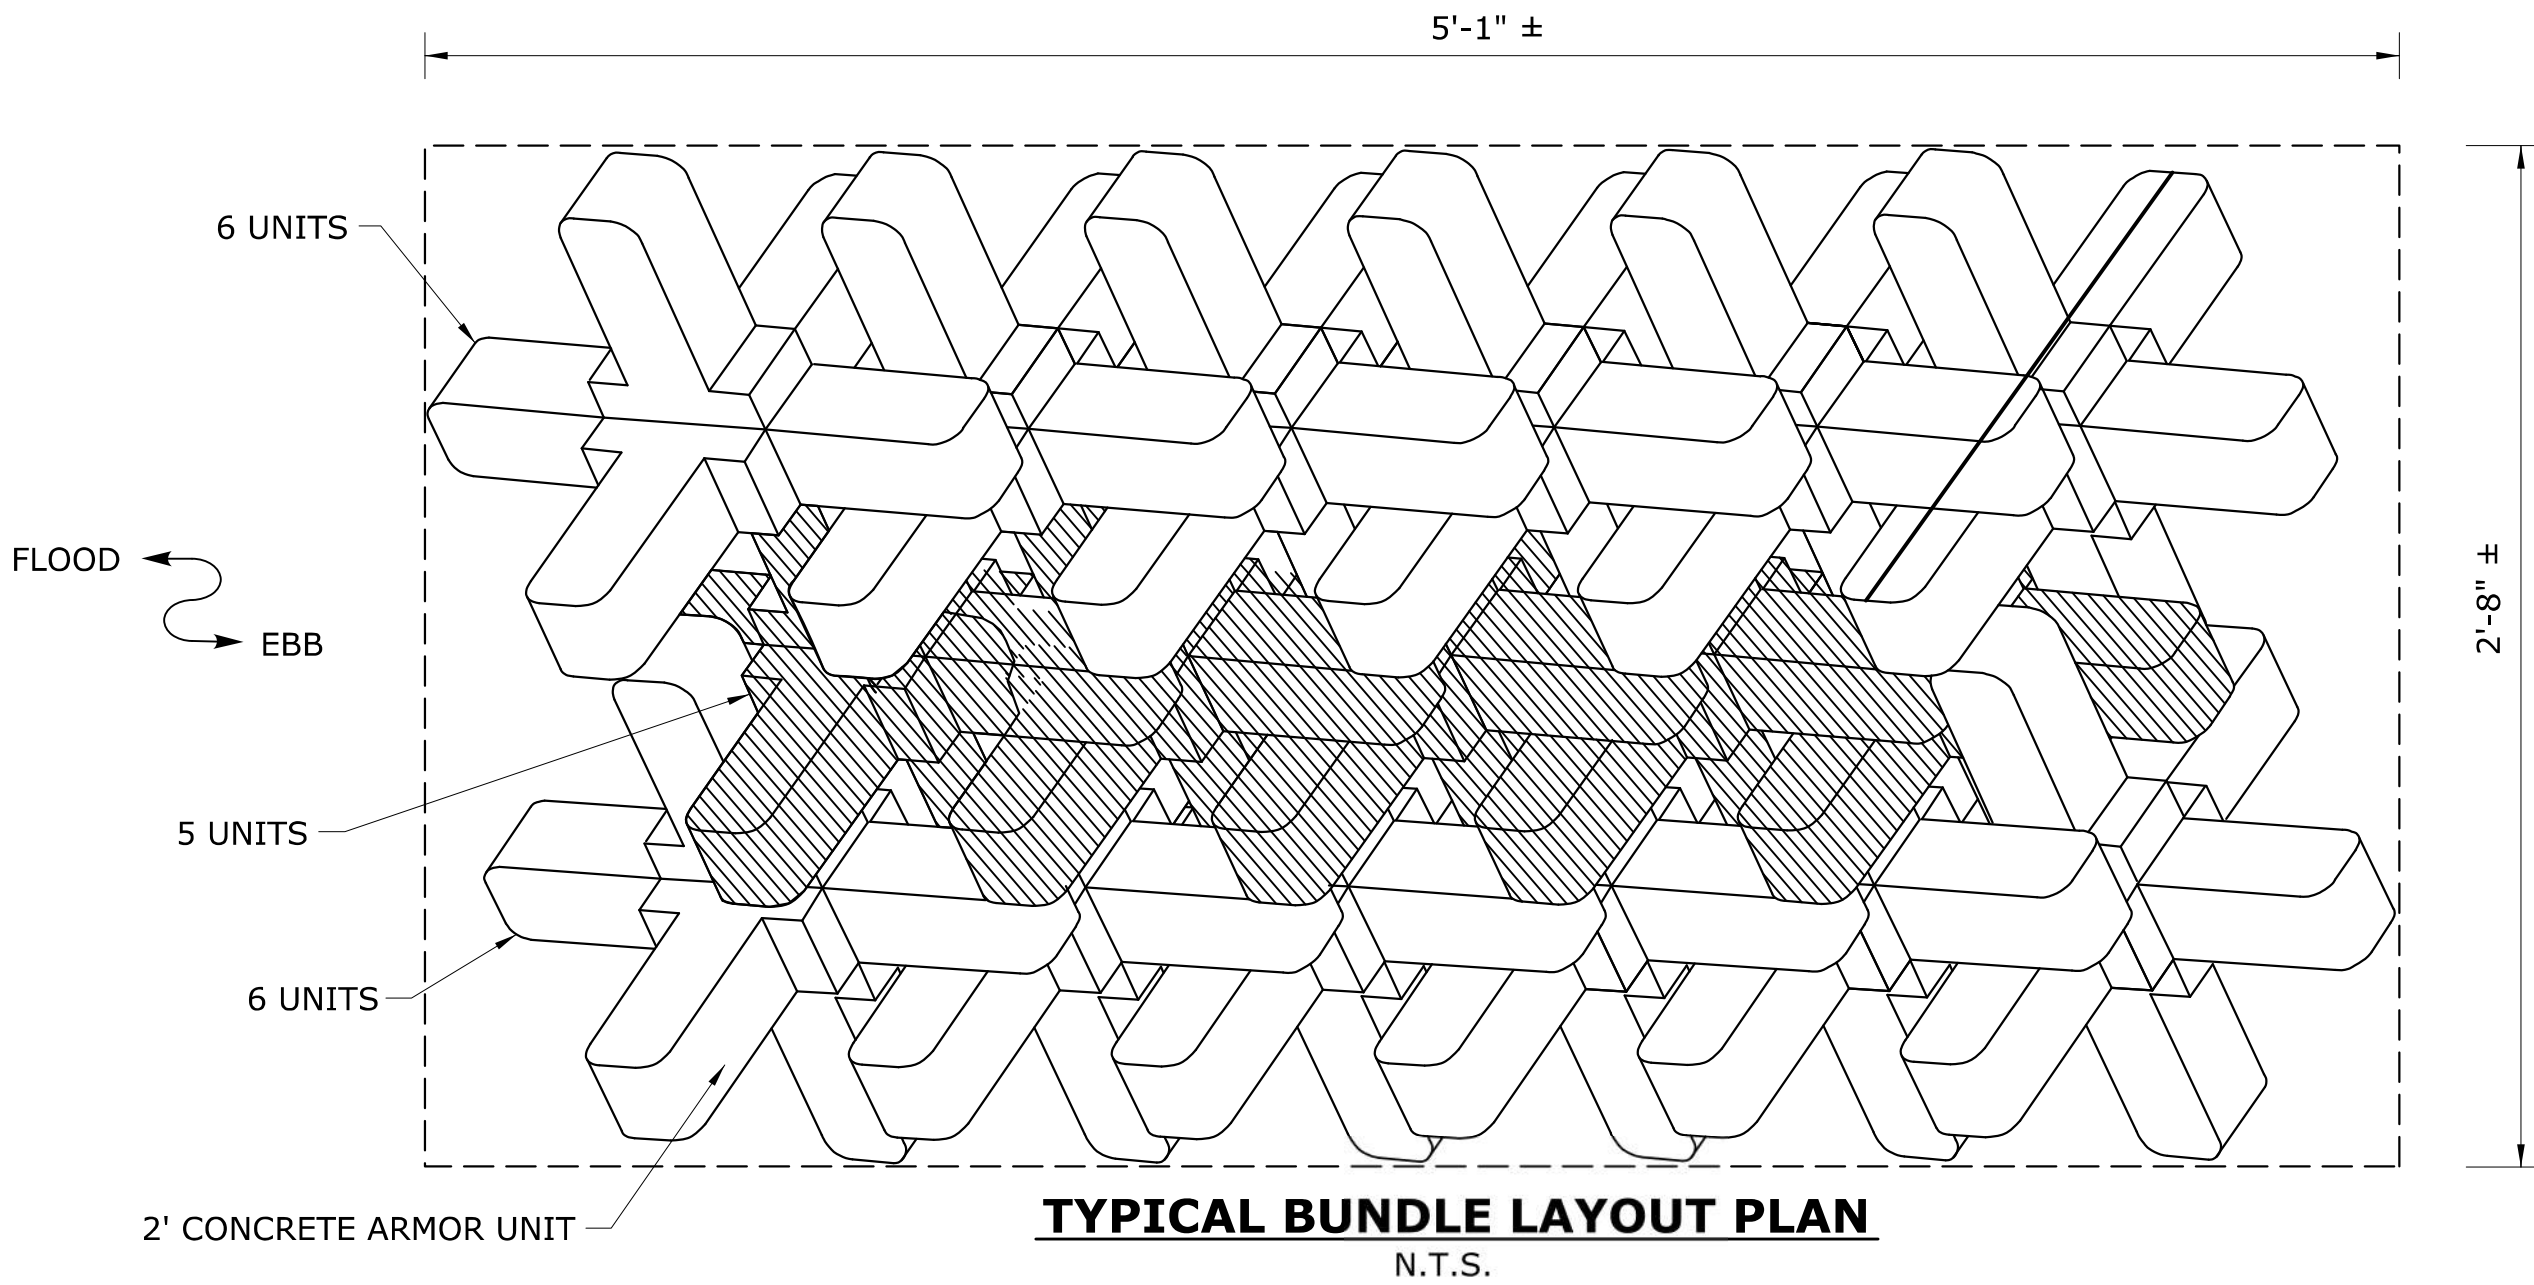 5'-1" ±
6 UNITS
FLOOD
EBB
2'-8" ±
5 UNITS
6 UNITS
2' CONCRETE ARMOR UNIT
TYPICAL BUNDLE LAYOUT PLAN
N.T.S.